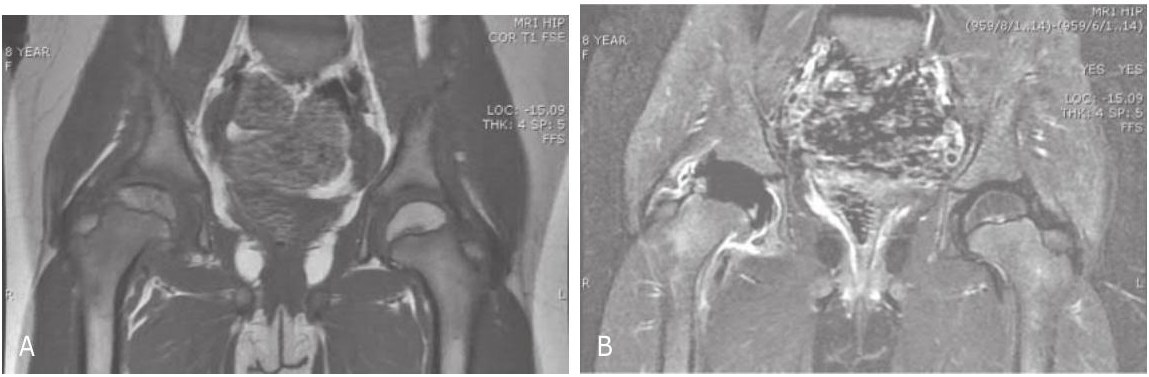 MRI HIP
COR T1 FSE
8 YEAR
F
LOC: -15.09
THK: 4 SP: 5
FFS
R
L
A
MRI HIP
(959/8/1..14)-(959/6/1..14)
8 YEAR
F
YES YES
LOC: -15.09
THK: 4 SP: 5
FFS
R
L
B